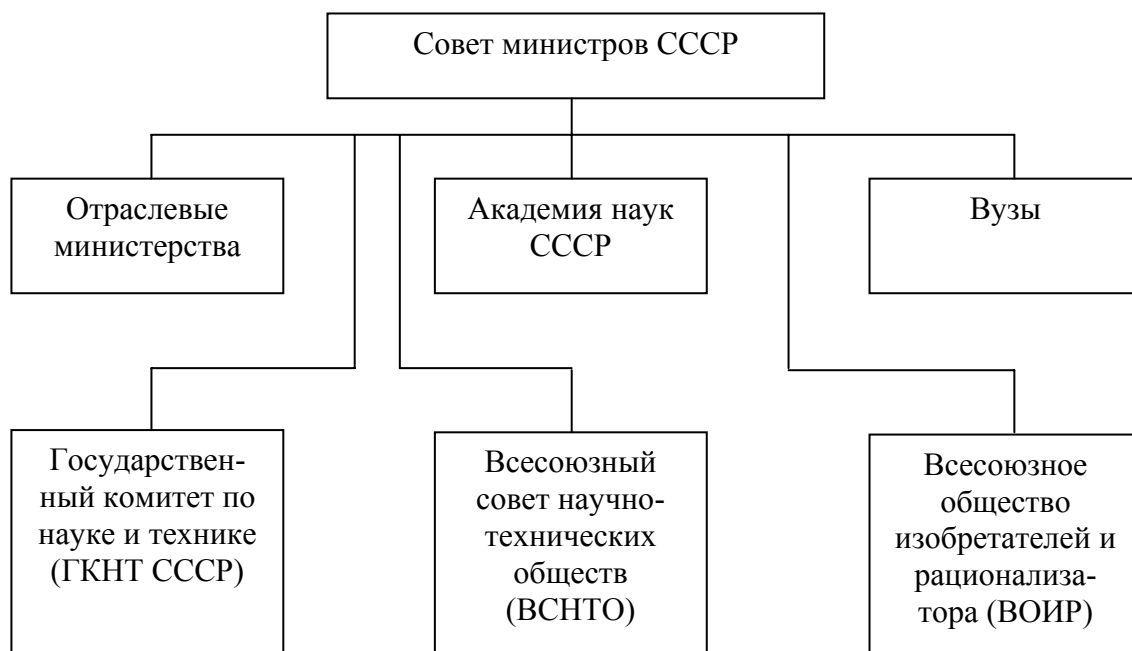 Совет министров СССР
Отраслевые
министерства
Академия наук
СССР
Вузы
Государствен-
ный комитет по
науке и технике
(ГКНТ СССР)
Всесоюзный
совет научно-
технических
обществ
(ВСНТО)
Всесоюзное
общество
изобретателей и
рационализа-
тора (ВОИР)